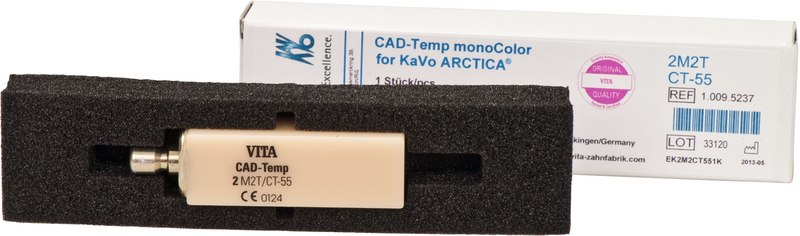 KaVo
Excellence.
CAD-Temp monoColor
for KaVo ARCTICA®
1 Stück/pcs
ORIGINAL
VITA
QUALITY
2M2T
CT-55
REF 1.009.5237
LOT 33120
2013-05
EK2M2CT551K
kingen/Germany
vita-zahnfabrik.com
VITA
CAD-Temp
2 M2T/CT-55
CE 0124